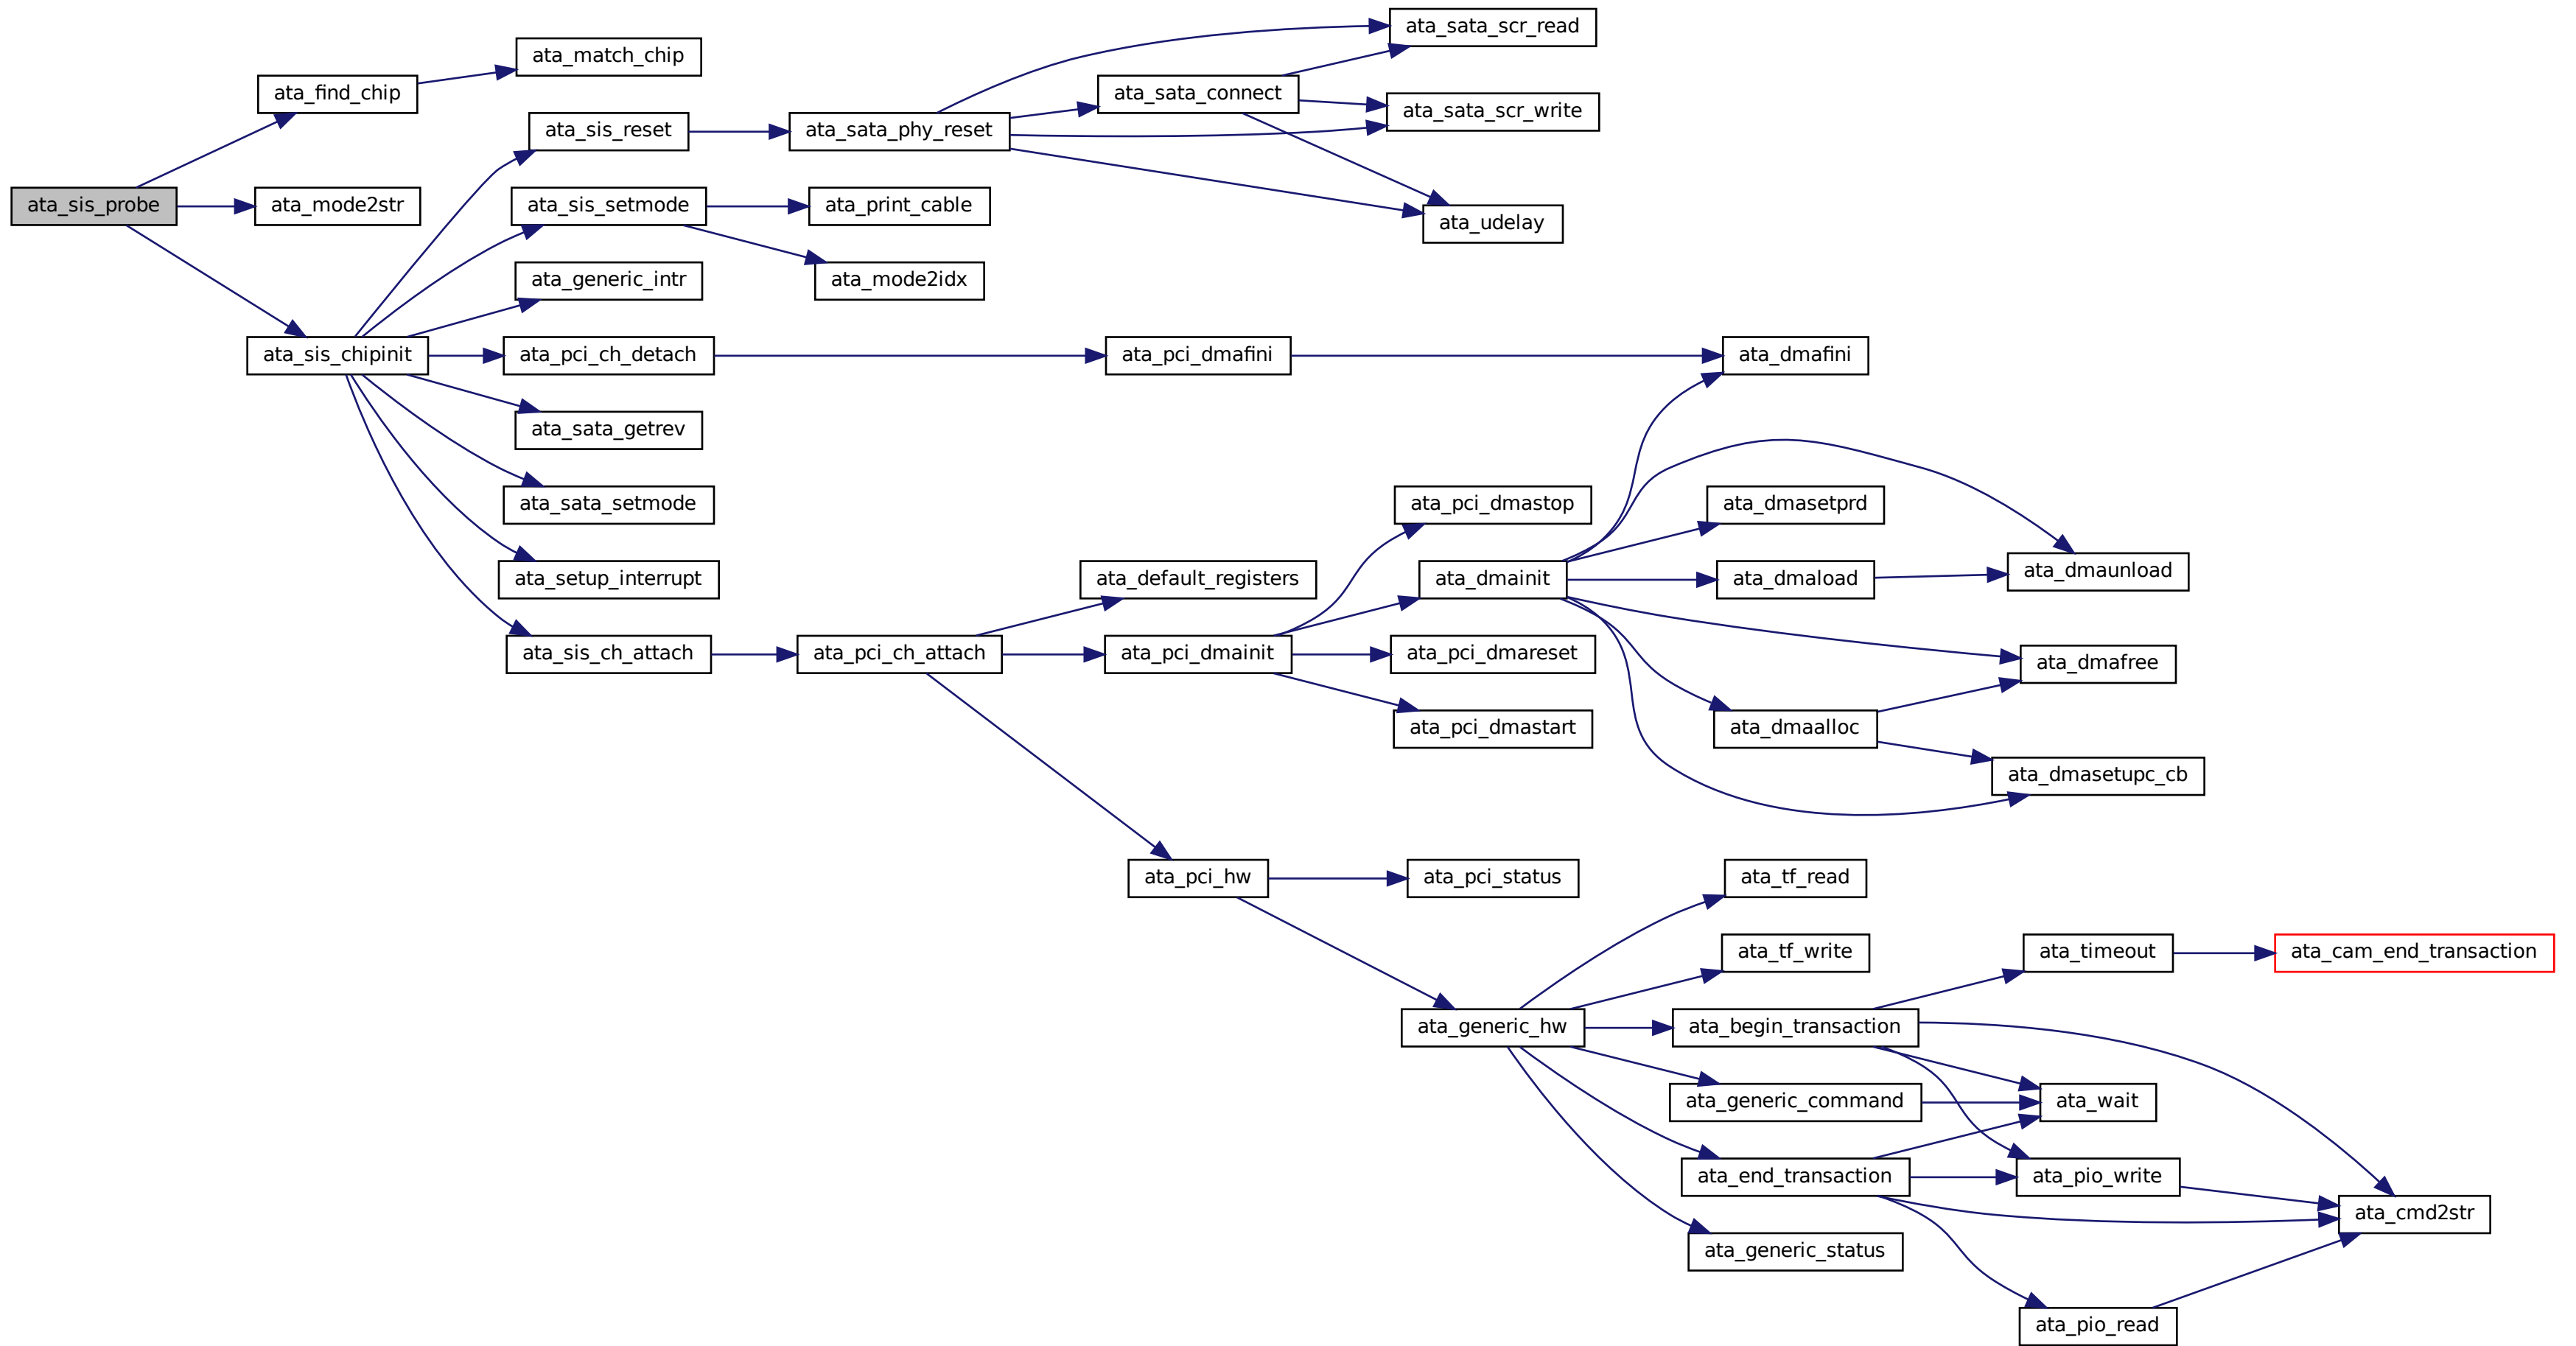 ata_sis_probe
ata_find_chip
ata_match_chip
ata_mode2str
ata_sis_chipinit
ata_sis_reset
ata_sata_phy_reset
ata_sata_scr_read
ata_sata_connect
ata_sata_scr_write
ata_udelay
ata_sis_setmode
ata_print_cable
ata_mode2idx
ata_generic_intr
ata_pci_ch_detach
ata_pci_dmafini
ata_dmafini
ata_sata_getrev
ata_sata_setmode
ata_setup_interrupt
ata_sis_ch_attach
ata_pci_ch_attach
ata_default_registers
ata_pci_dmainit
ata_pci_dmastop
ata_dmainit
ata_pci_dmareset
ata_pci_dmastart
ata_dmasetprd
ata_dmaload
ata_dmaunload
ata_dmafree
ata_dmaalloc
ata_dmasetupc_cb
ata_pci_hw
ata_pci_status
ata_generic_hw
ata_tf_read
ata_tf_write
ata_begin_transaction
ata_timeout
ata_cam_end_transaction
ata_generic_command
ata_wait
ata_end_transaction
ata_pio_write
ata_cmd2str
ata_generic_status
ata_pio_read